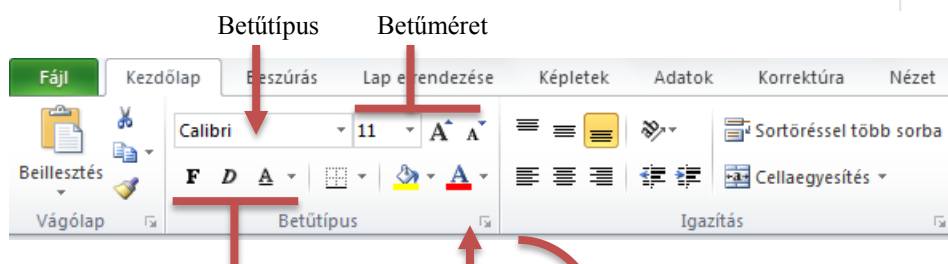 Betűtípus Betűméret
Fájl Kezdőlap Beszúrás Lap elrendezése Képletek Adatok Korrektúra Nézet
Calibri 11 A A Sortöréssel több sorba
Beillesztés F D A A Cellaegyesítés
Vágólap Betűtípus Igazítás